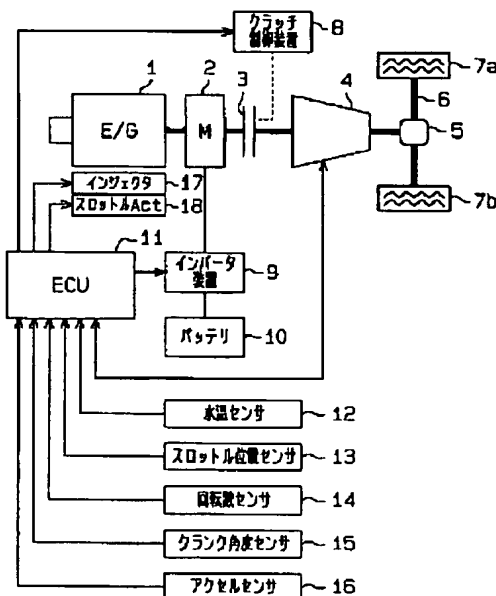 クラッチ
制御装置
8
1
2
3
4
7a
6
E/G
M
5
インジェクタ
17
スロットルAct
18
7b
11
ECU
インバータ
装置
9
バッテリ
10
水温センサ
12
スロットル位置センサ
13
回転数センサ
14
クランク角度センサ
15
アクセルセンサ
16